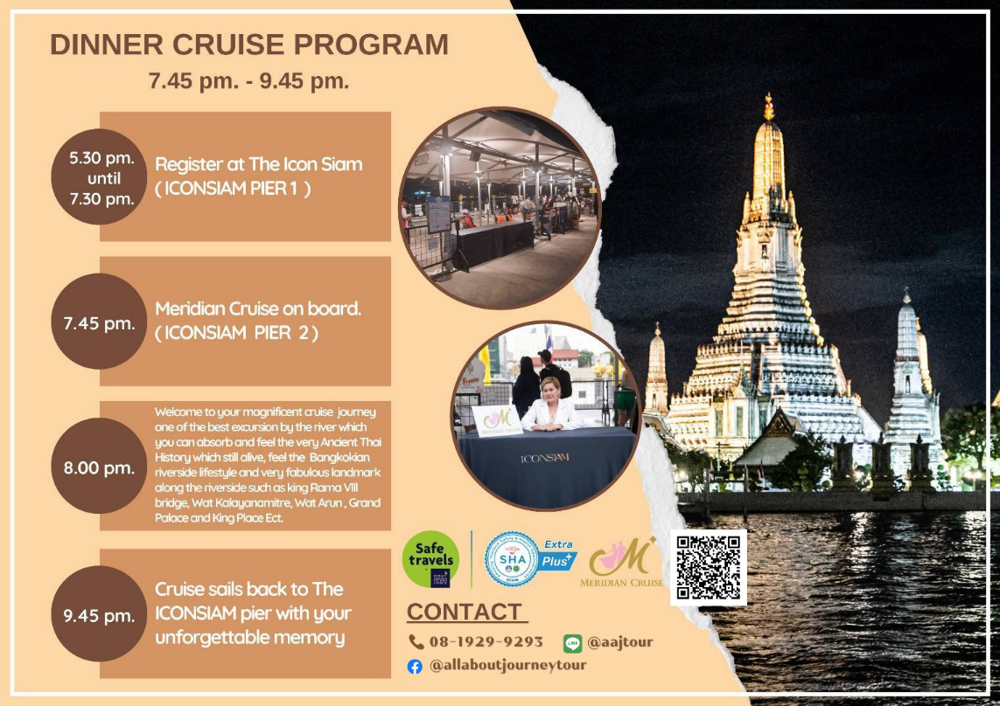 DINNER CRUISE PROGRAM
7.45 pm. - 9.45 pm.
5.30 pm.
until
7.30 pm.
Register at The Icon Siam
( ICONSIAM PIER 1 )
7.45 pm.
Meridian Cruise on board.
( ICONSIAM PIER 2 )
8.00 pm.
Welcome to your magnificent cruise journey
one of the best excursion by the river which
you can absorb and feel the very Ancient Thai
History which still alive, feel the Bangkokian
riverside lifestyle and very fabulous landmark
along the riverside such as king Rama VIII
bridge, Wat Kalayanamitre, Wat Arun , Grand
Palace and King Place Ect.
9.45 pm.
Cruise sails back to The
ICONSIAM pier with your
unforgettable memory
M
MERIDIAN CRUISE
ICONSIAM
Safe
travels
SHA
Extra
Plus+
M
MERIDIAN CRUISE
CONTACT
08-1929-9293
LINE
@aajtour
@allaboutjourneytour